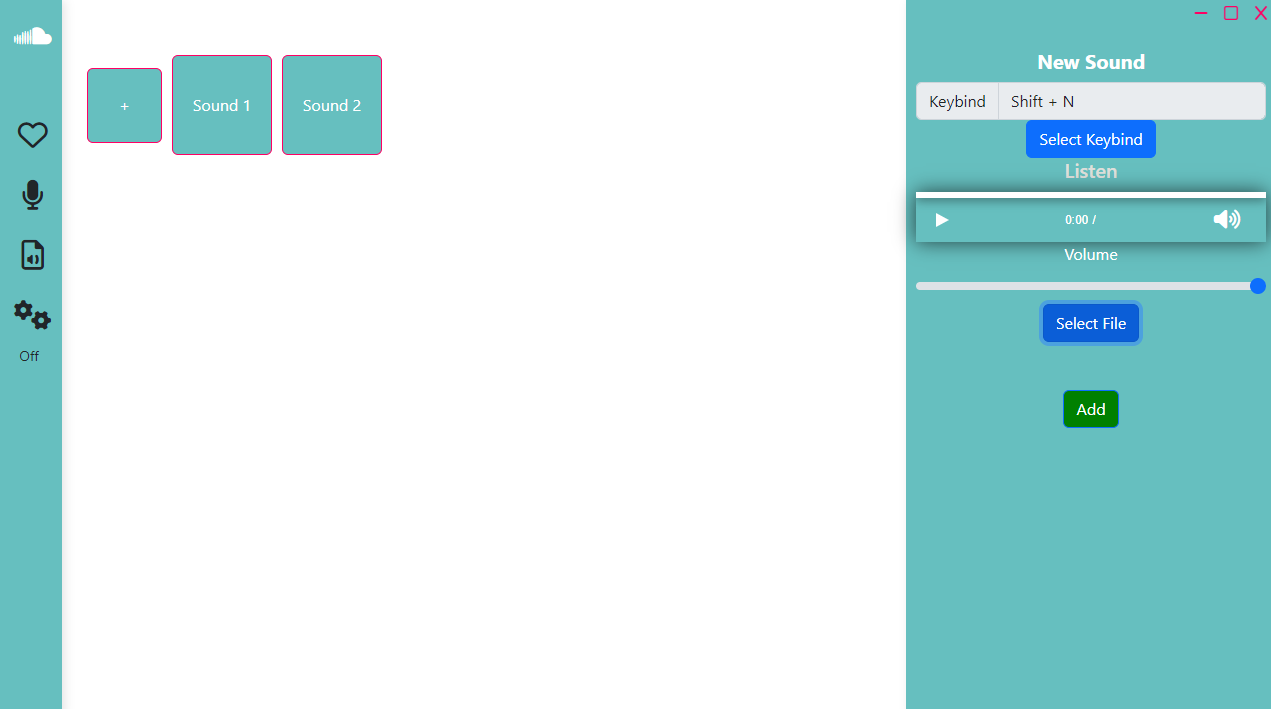 Off
+
Sound 1
Sound 2
New Sound
Keybind Shift + N
Select Keybind
Listen
0:00 /
Volume
Select File
Add